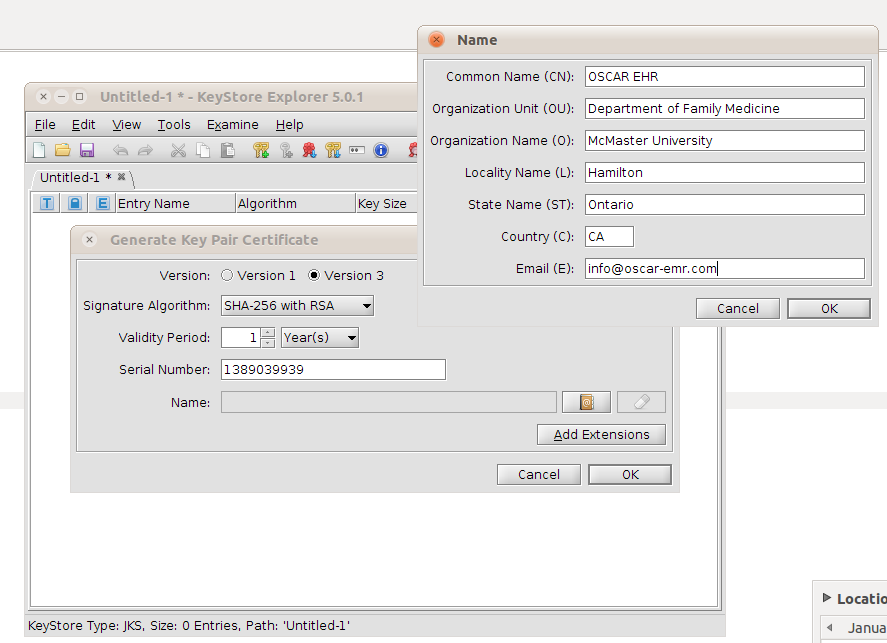 Name
Common Name (CN): OSCAR EHR
Organization Unit (OU): Department of Family Medicine
Organization Name (O): McMaster University
Locality Name (L): Hamilton
State Name (ST): Ontario
Country (C): CA
Email (E): info@oscar-emr.com
Cancel OK
Untitled-1 * - KeyStore Explorer 5.0.1
File Edit View Tools Examine Help
Untitled-1 *
T E Entry Name Algorithm Key Size
Generate Key Pair Certificate
Version: Version 1 Version 3
Signature Algorithm: SHA-256 with RSA
Validity Period: 1 Year(s)
Serial Number: 1389039939
Name:
Add Extensions
Cancel OK
KeyStore Type: JKS, Size: 0 Entries, Path: 'Untitled-1'